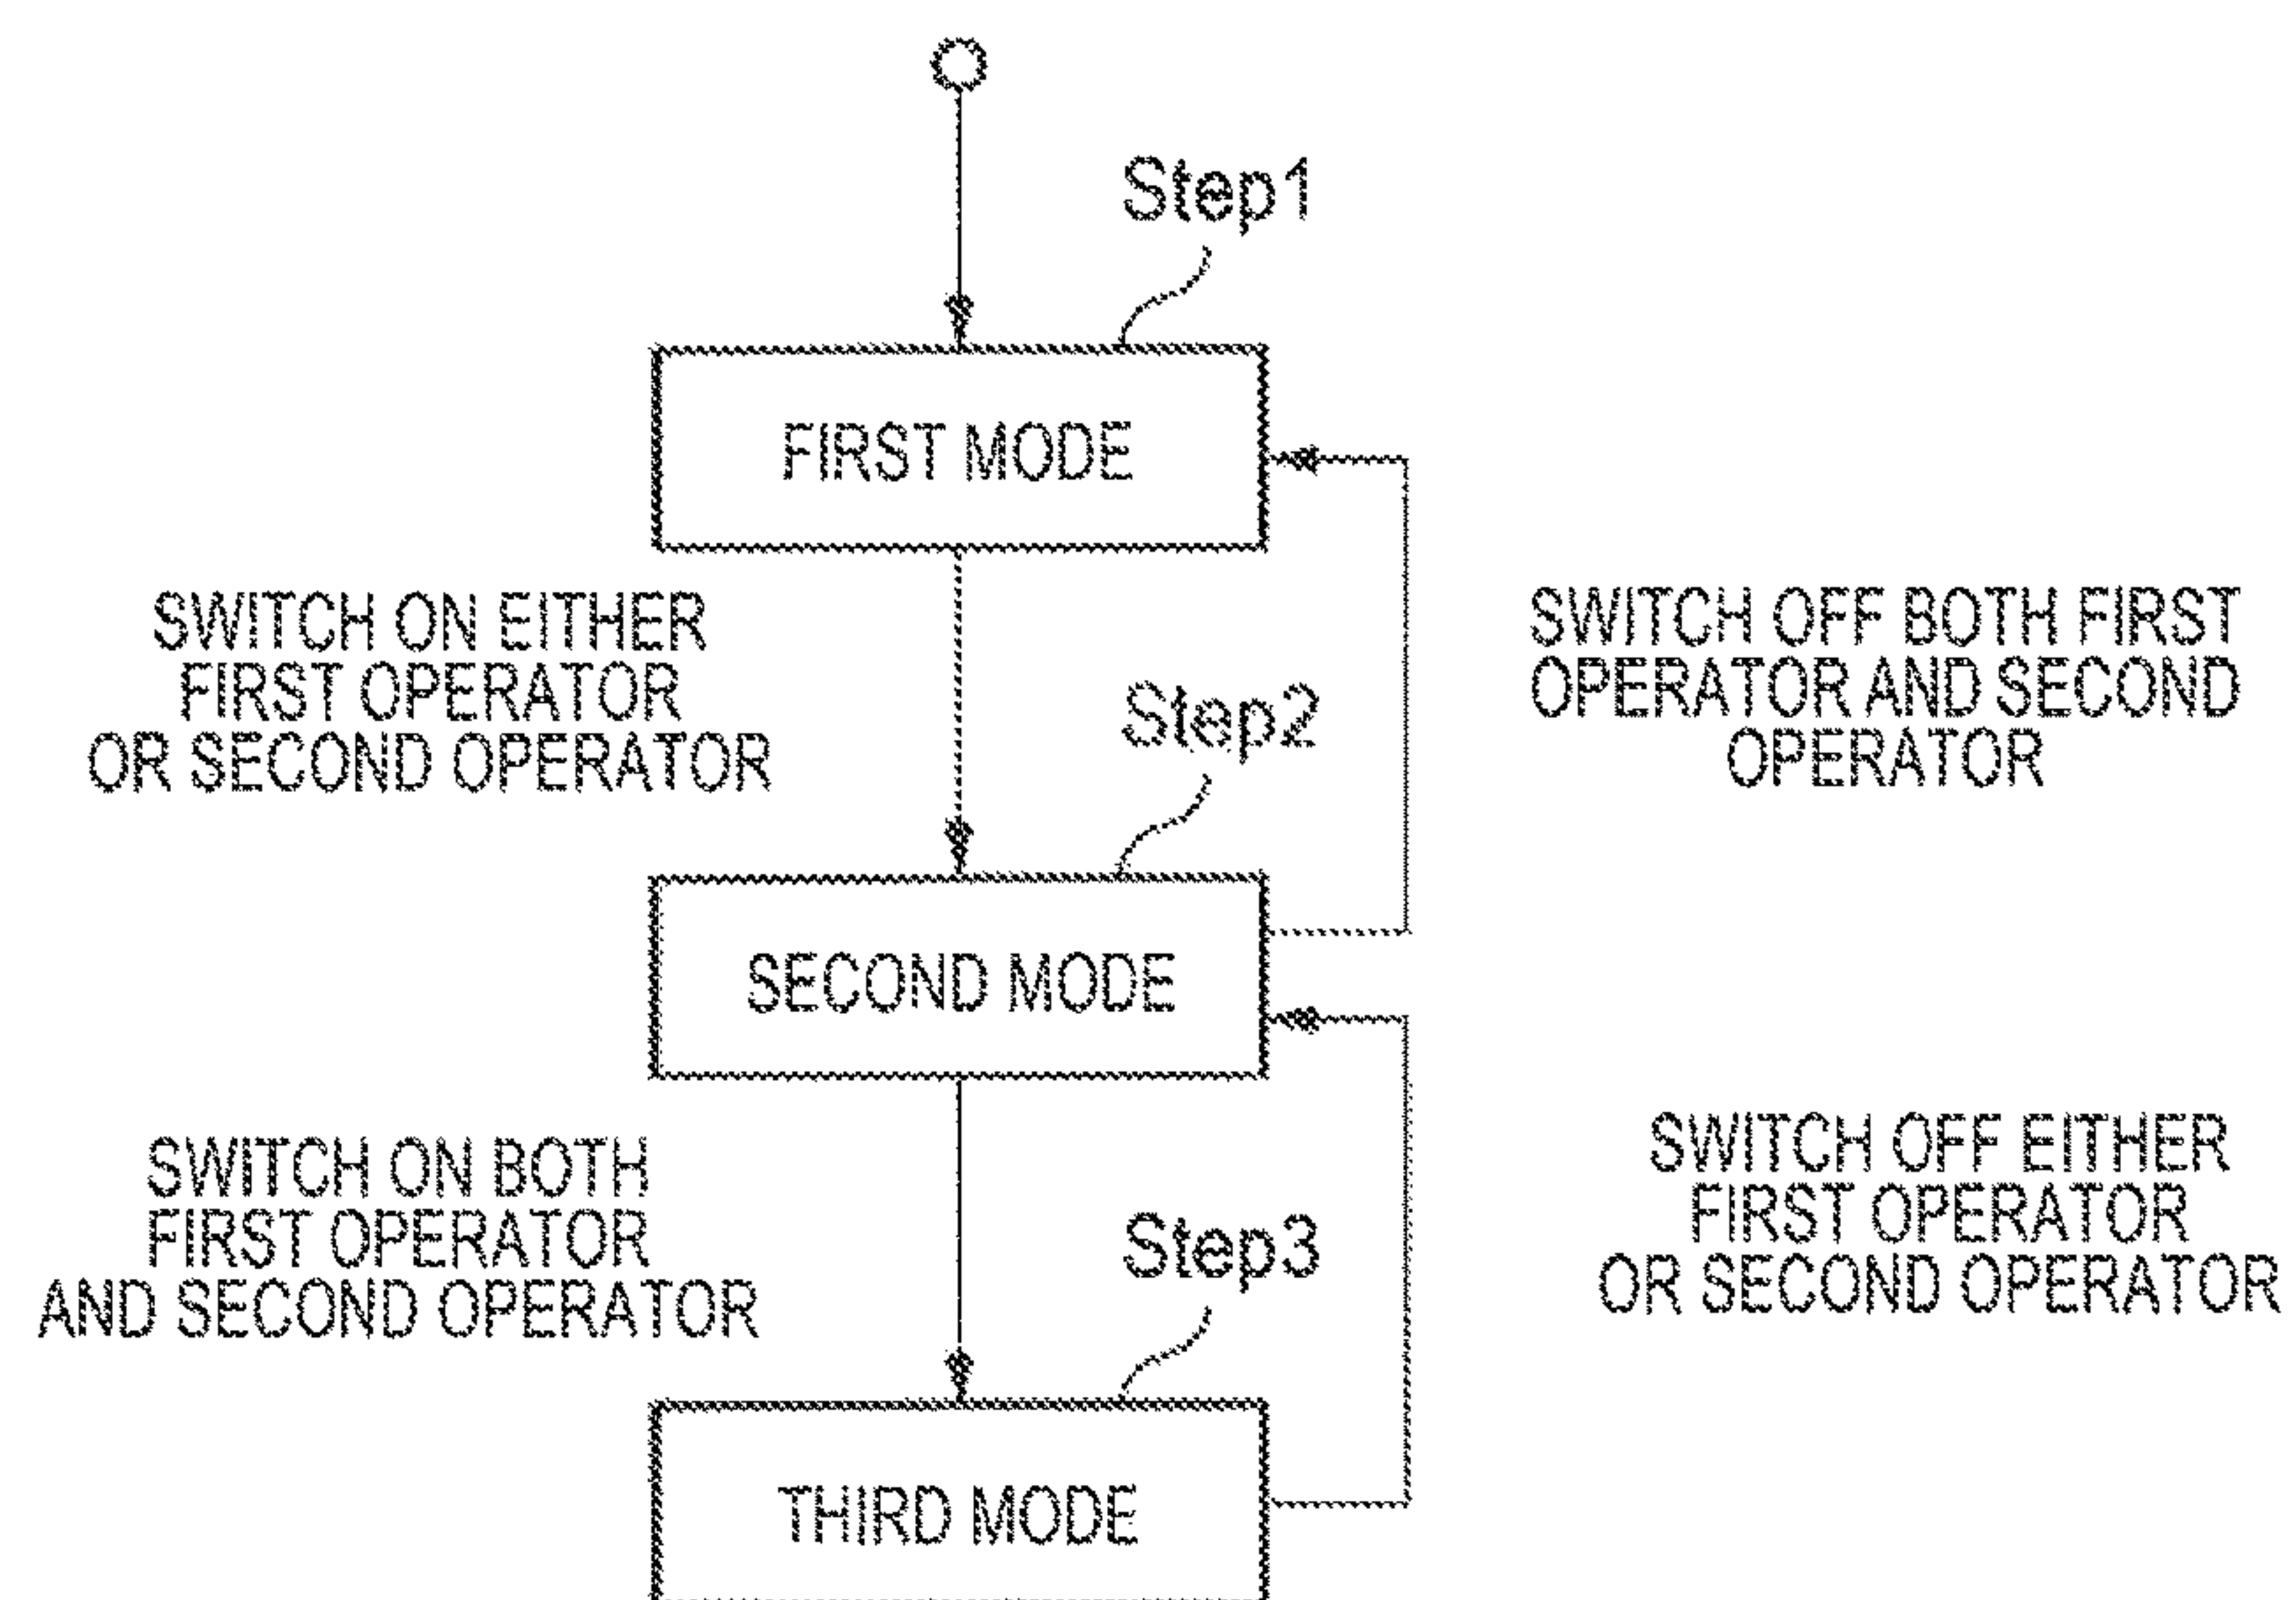 Step1
FIRST MODE
SWITCH ON EITHER
FIRST OPERATOR
OR SECOND OPERATOR
SWITCH OFF BOTH FIRST
OPERATOR AND SECOND
OPERATOR
Step2
SECOND MODE
SWITCH ON BOTH
FIRST OPERATOR
AND SECOND OPERATOR
SWITCH OFF EITHER
FIRST OPERATOR
OR SECOND OPERATOR
Step3
THIRD MODE